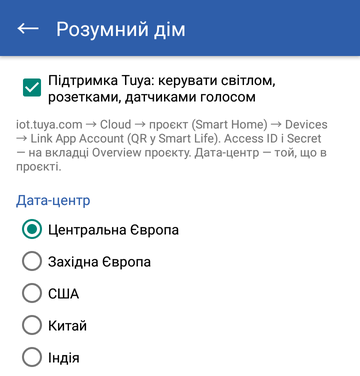 Розумний дім
Підтримка Tuya: керувати світлом,
розетками, датчиками голосом
iot.tuya.com → Cloud → проєкт (Smart Home) → Devices
→ Link App Account (QR у Smart Life). Access ID і Secret
— на вкладці Overview проєкту. Дата-центр — той, що в
проєкті.
Дата-центр
Центральна Європа
Західна Європа
США
Китай
Індія